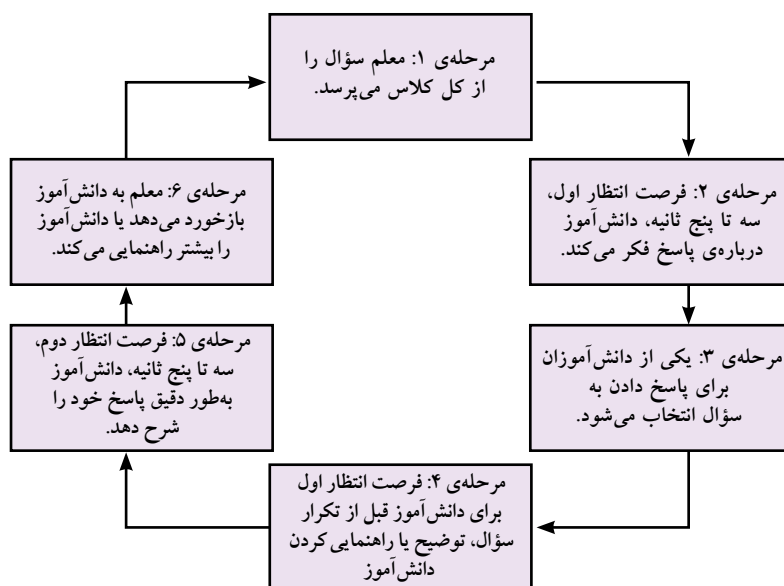 مرحله‌ی ۱: معلم سؤال را
از کل کلاس می‌پرسد.
مرحله‌ی ۲: فرصت انتظار اول،
سه تا پنج ثانیه، دانش‌آموز
درباره‌ی پاسخ فکر می‌کند.
مرحله‌ی ۳: یکی از دانش‌آموزان
برای پاسخ دادن به
سؤال انتخاب می‌شود.
مرحله‌ی ۴: فرصت انتظار اول
برای دانش‌آموز قبل از تکرار
سؤال، توضیح یا راهنمایی کردن
دانش‌آموز
مرحله‌ی ۵: فرصت انتظار دوم،
سه تا پنج ثانیه، دانش‌آموز
به‌طور دقیق پاسخ خود را
شرح دهد.
مرحله‌ی ۶: معلم به دانش‌آموز
بازخورد می‌دهد یا دانش‌آموز
را بیشتر راهنمایی می‌کند.